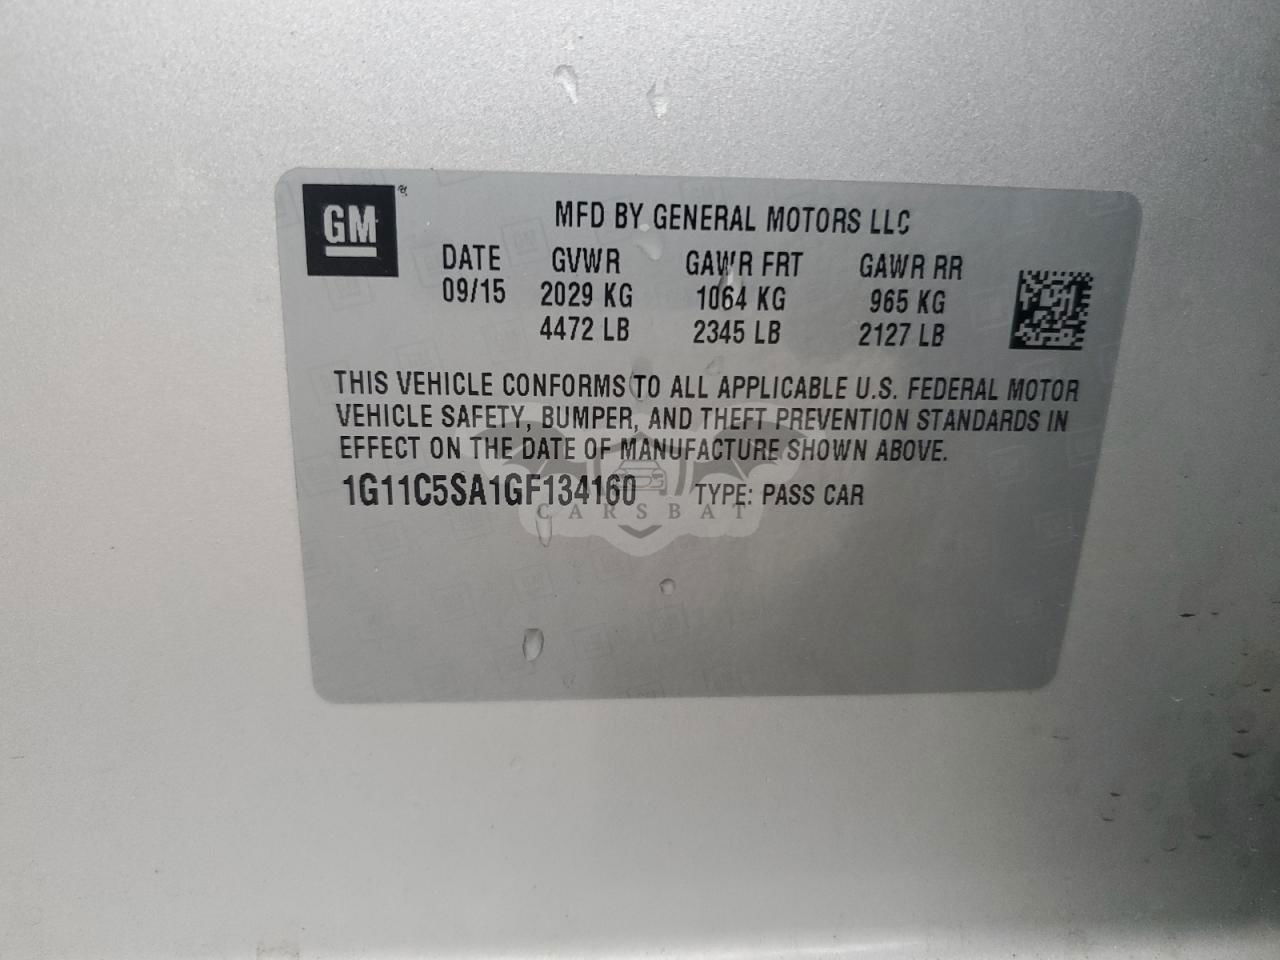 GM
MFD BY GENERAL MOTORS LLC
DATE GVWR GAWR FRT GAWR RR
09/15 2029 KG 1064 KG 965 KG
4472 LB 2345 LB 2127 LB
THIS VEHICLE CONFORMS TO ALL APPLICABLE U.S. FEDERAL MOTOR
VEHICLE SAFETY, BUMPER, AND THEFT PREVENTION STANDARDS IN
EFFECT ON THE DATE OF MANUFACTURE SHOWN ABOVE.
1G11C5SA1GF134160 TYPE: PASS CAR
CARSBAT